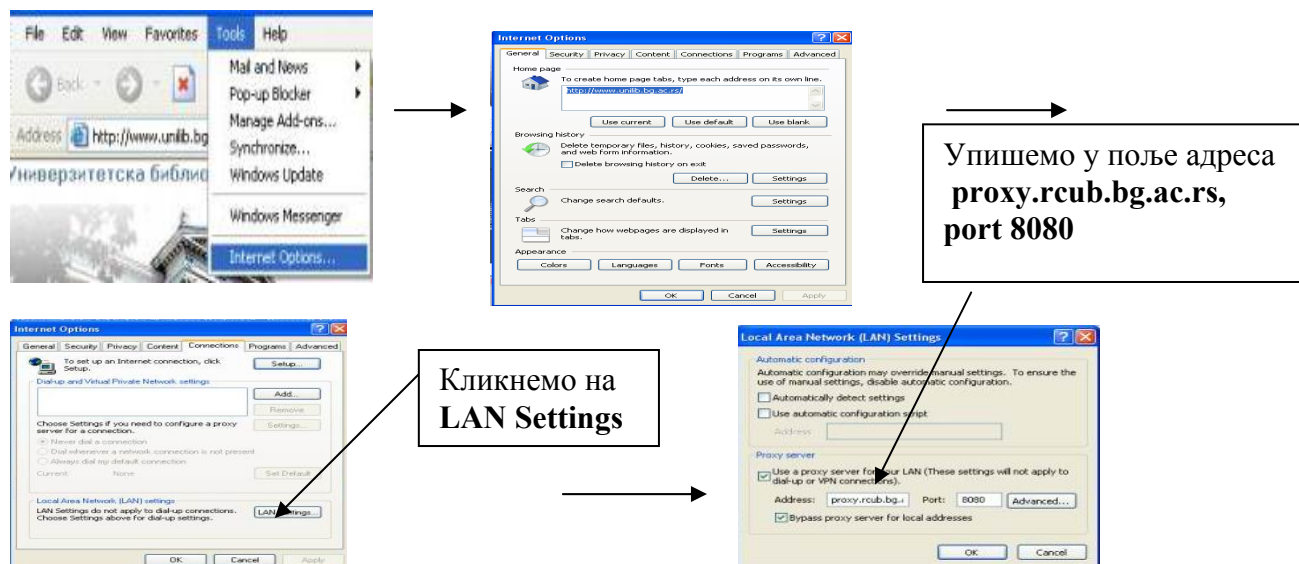 File Edit View Favorites Tools Help
Mail and News
Pop-up Blocker
Manage Add-ons...
Synchronize...
Windows Update
Windows Messenger
Internet Options...
Back
Address http://www.unilb.bg
Универзитетска библио
Internet Options
General Security Privacy Content Connections Programs Advanced
Home page
To create home page tabs, type each address on its own line.
http://www.unilib.bg.ac.rs/
Use current Use default Use blank
Browsing history
Delete temporary files, history, cookies, saved passwords,
and web form information.
Delete browsing history on exit
Delete... Settings
Search
Change search defaults. Settings
Tabs
Change how webpages are displayed in
tabs.
Settings
Appearance
Colors Languages Fonts Accessibility
OK Cancel Apply
Упишемо у поље адреса
proxy.rcub.bg.ac.rs,
port 8080
Internet Options
General Security Privacy Content Connections Programs Advanced
To set up an Internet connection, click
Setup.
Setup...
Dial-up and Virtual Private Network settings
Add...
Remove
Choose Settings if you need to configure a proxy
server for a connection.
Settings...
Never dial a connection
Dial whenever a network connection is not present
Always dial my default connection
Current None Set Default
Local Area Network (LAN) settings
LAN Settings do not apply to dial-up connections.
Choose Settings above for dial-up settings.
LAN Settings...
OK Cancel Apply
Кликнемо на
LAN Settings
Local Area Network (LAN) Settings
Automatic configuration
Automatic configuration may override manual settings. To ensure the
use of manual settings, disable automatic configuration.
Automatically detect settings
Use automatic configuration script
Address
Proxy server
Use a proxy server for your LAN (These settings will not apply to
dial-up or VPN connections).
Address: proxy.rcub.bg. Port: 8080 Advanced...
Bypass proxy server for local addresses
OK Cancel